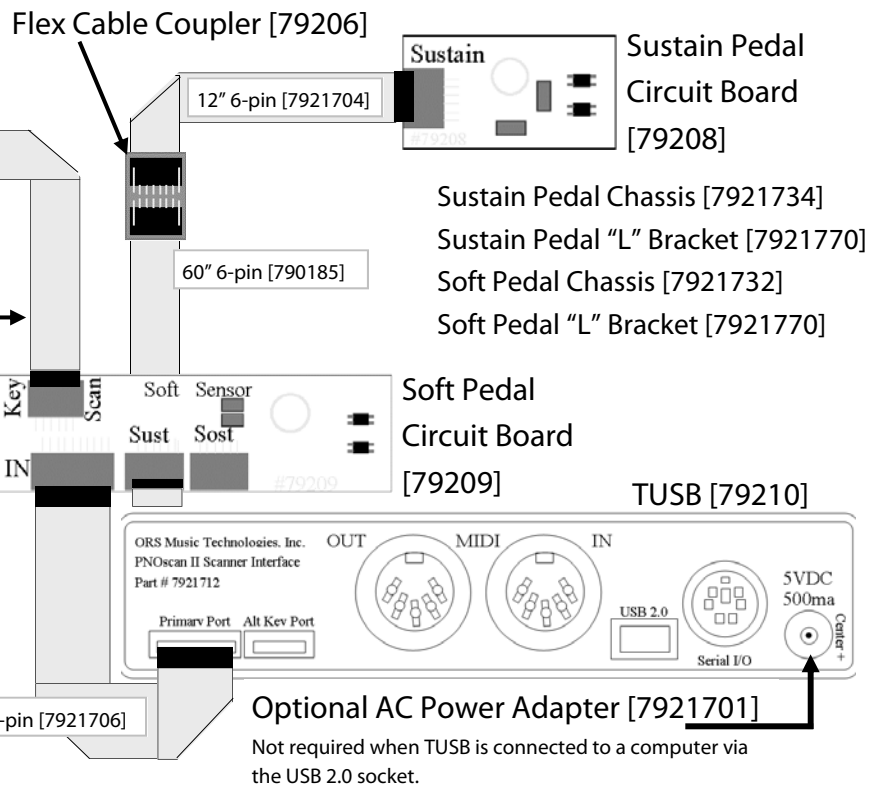 Flex Cable Coupler [79206]
12" 6-pin [7921704]
Sustain
#79208
Sustain Pedal
Circuit Board
[79208]
Sustain Pedal Chassis [7921734]
Sustain Pedal “L” Bracket [7921770]
Soft Pedal Chassis [7921732]
Soft Pedal “L” Bracket [7921770]
60" 6-pin [790185]
Key
Scan
Soft Sensor
Sust Sost
IN
#79209
Soft Pedal
Circuit Board
[79209]
TUSB [79210]
ORS Music Technologies. Inc.
PNOscan II Scanner Interface
Part # 7921712
OUT MIDI IN
Primary Port Alt Key Port
USB 2.0
Serial I/O
5VDC
500ma
Center +
-pin [7921706]
Optional AC Power Adapter [7921701]
Not required when TUSB is connected to a computer via
the USB 2.0 socket.